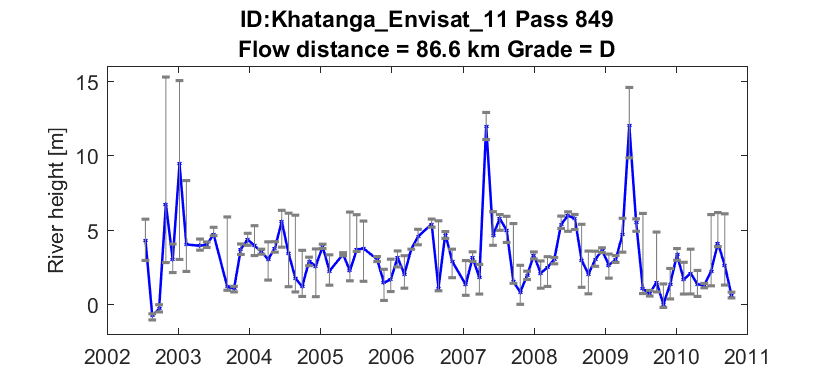 ID:Khatanga_Envisat_11 Pass 849
Flow distance = 86.6 km Grade = D
River height [m]
15
10
5
0
2002 2003 2004 2005 2006 2007 2008 2009 2010 2011